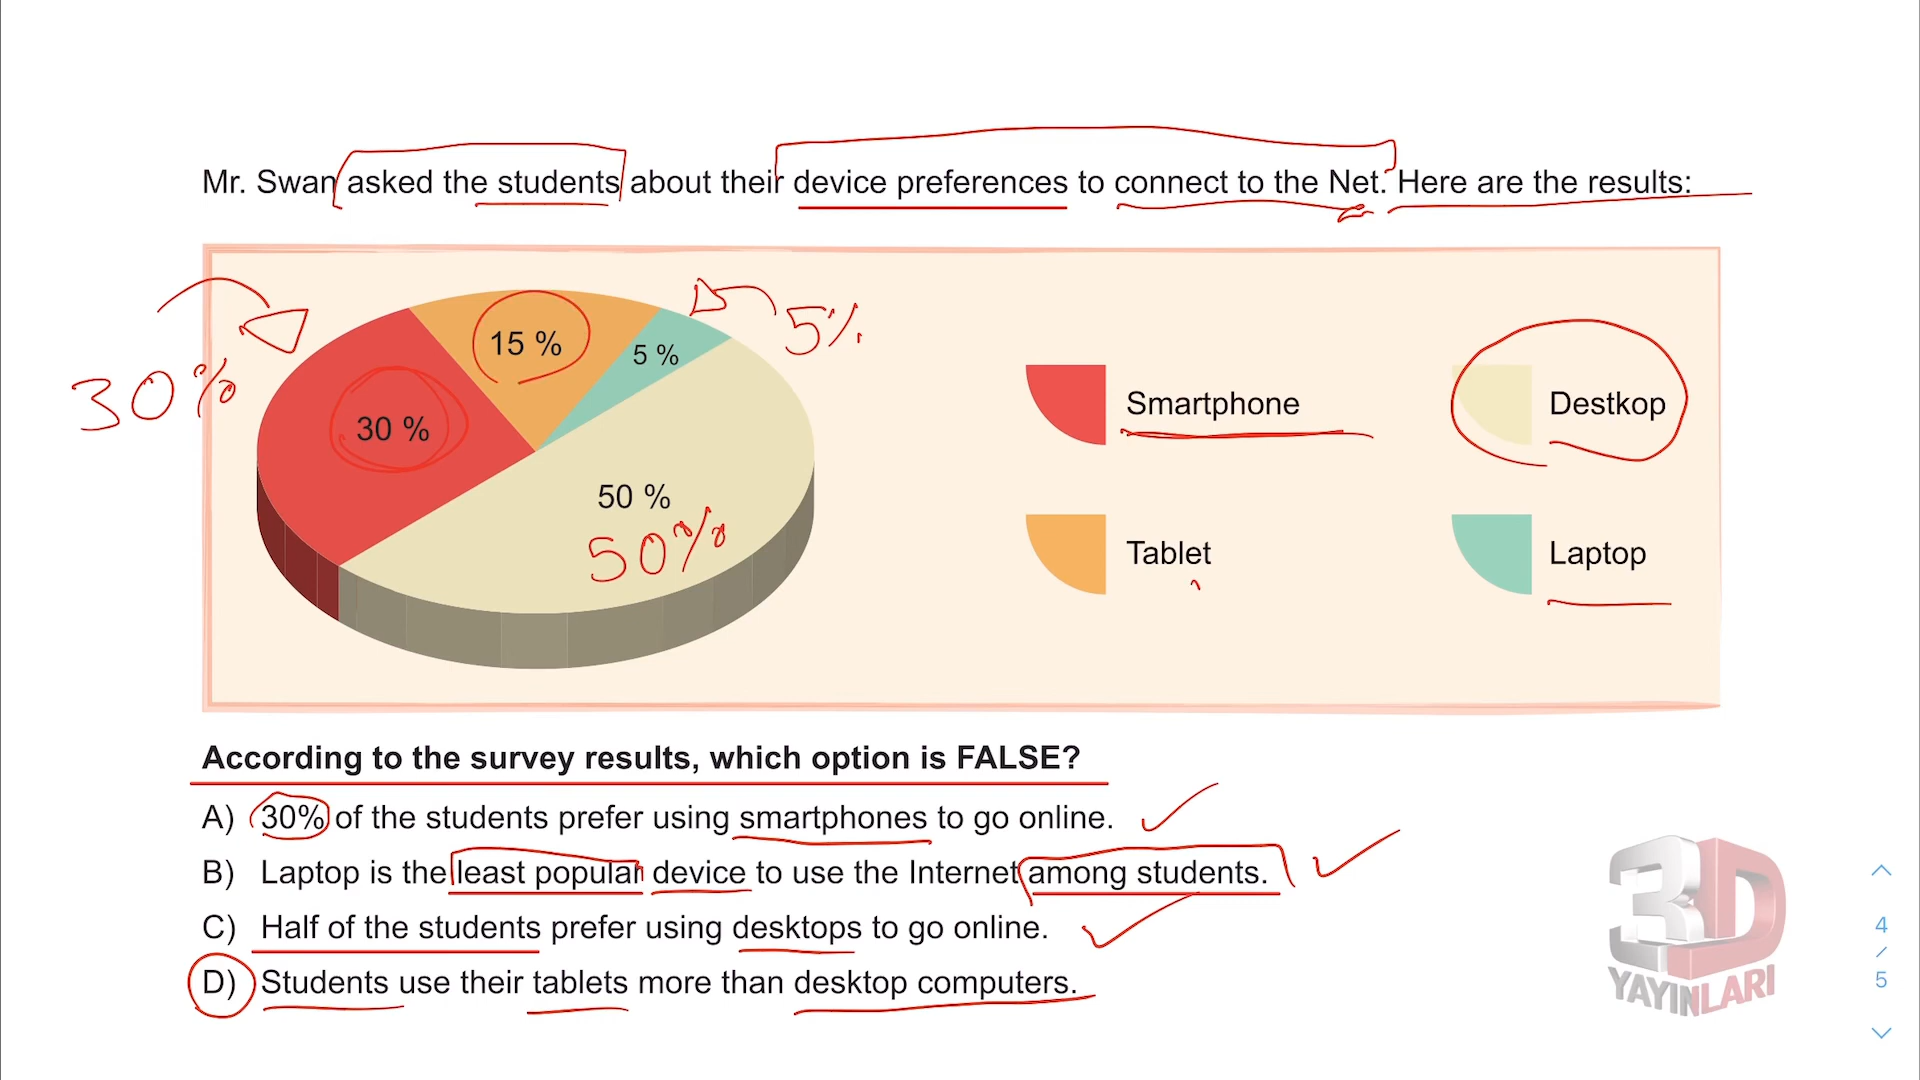 Mr. Swan asked the students about their device preferences to connect to the Net. Here are the results:
15 %
5 %
5%
30%
30 %
50 %
50%
Smartphone
Destkop
Tablet
Laptop
According to the survey results, which option is FALSE?
A) 30% of the students prefer using smartphones to go online.
B) Laptop is the least popular device to use the Internet among students.
C) Half of the students prefer using desktops to go online.
D) Students use their tablets more than desktop computers.
3D
YAYINLARI
4
/
5